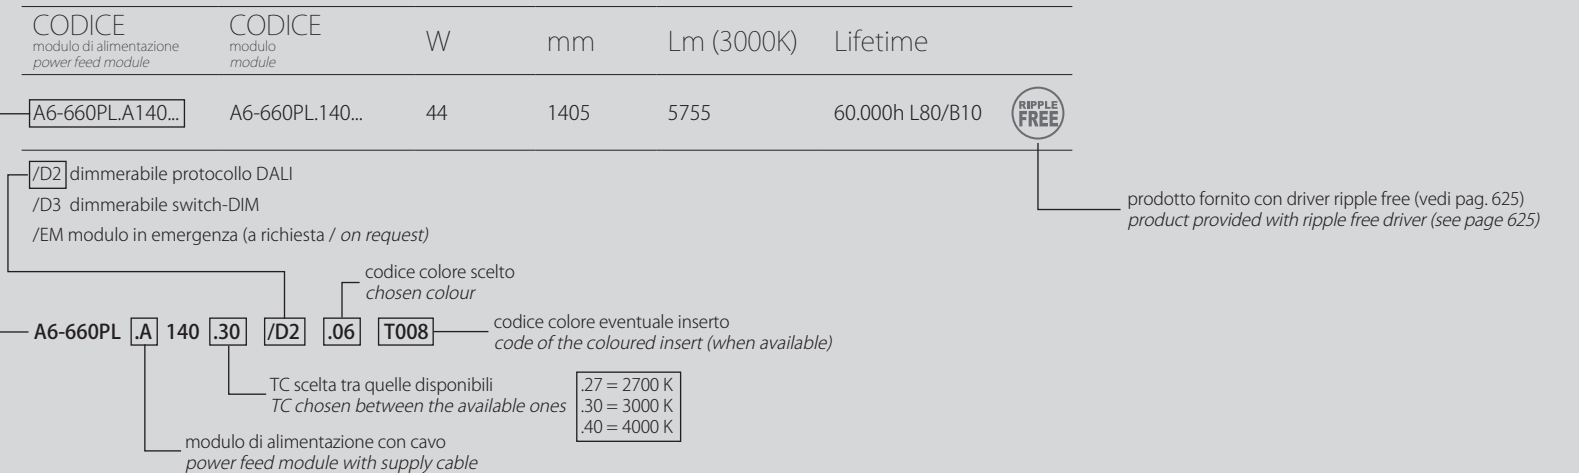 CODICE
modulo di alimentazione
power feed module
CODICE
modulo
module
W
mm
Lm (3000K)
Lifetime
A6-660PL.A140...
A6-660PL.140...
44
1405
5755
60.000h L80/B10
RIPPLE
FREE
/D2 dimmerabile protocollo DALI
/D3 dimmerabile switch-DIM
/EM modulo in emergenza (a richiesta / on request)
prodotto fornito con driver ripple free (vedi pag. 625)
product provided with ripple free driver (see page 625)
codice colore scelto
chosen colour
A6-660PL .A 140 .30 /D2 .06 T008
codice colore eventuale inserto
code of the coloured insert (when available)
TC scelta tra quelle disponibili
TC chosen between the available ones
.27 = 2700 K
.30 = 3000 K
.40 = 4000 K
modulo di alimentazione con cavo
power feed module with supply cable